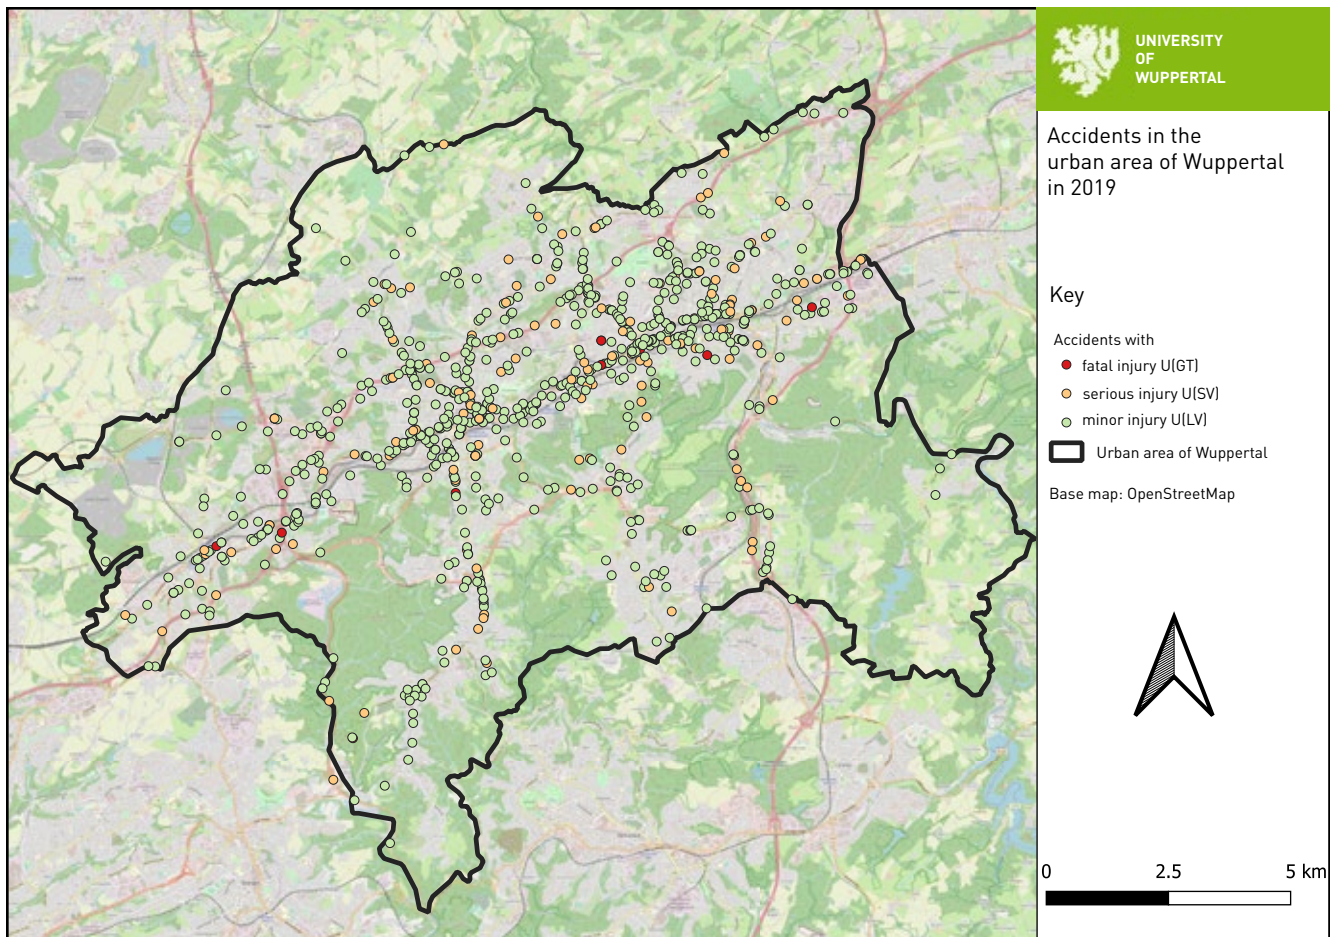 UNIVERSITY
OF
WUPPERTAL
Accidents in the
urban area of Wuppertal
in 2019
Key
Accidents with
fatal injury U(GT)
serious injury U(SV)
minor injury U(LV)
Urban area of Wuppertal
Base map: OpenStreetMap
0 2.5 5 km